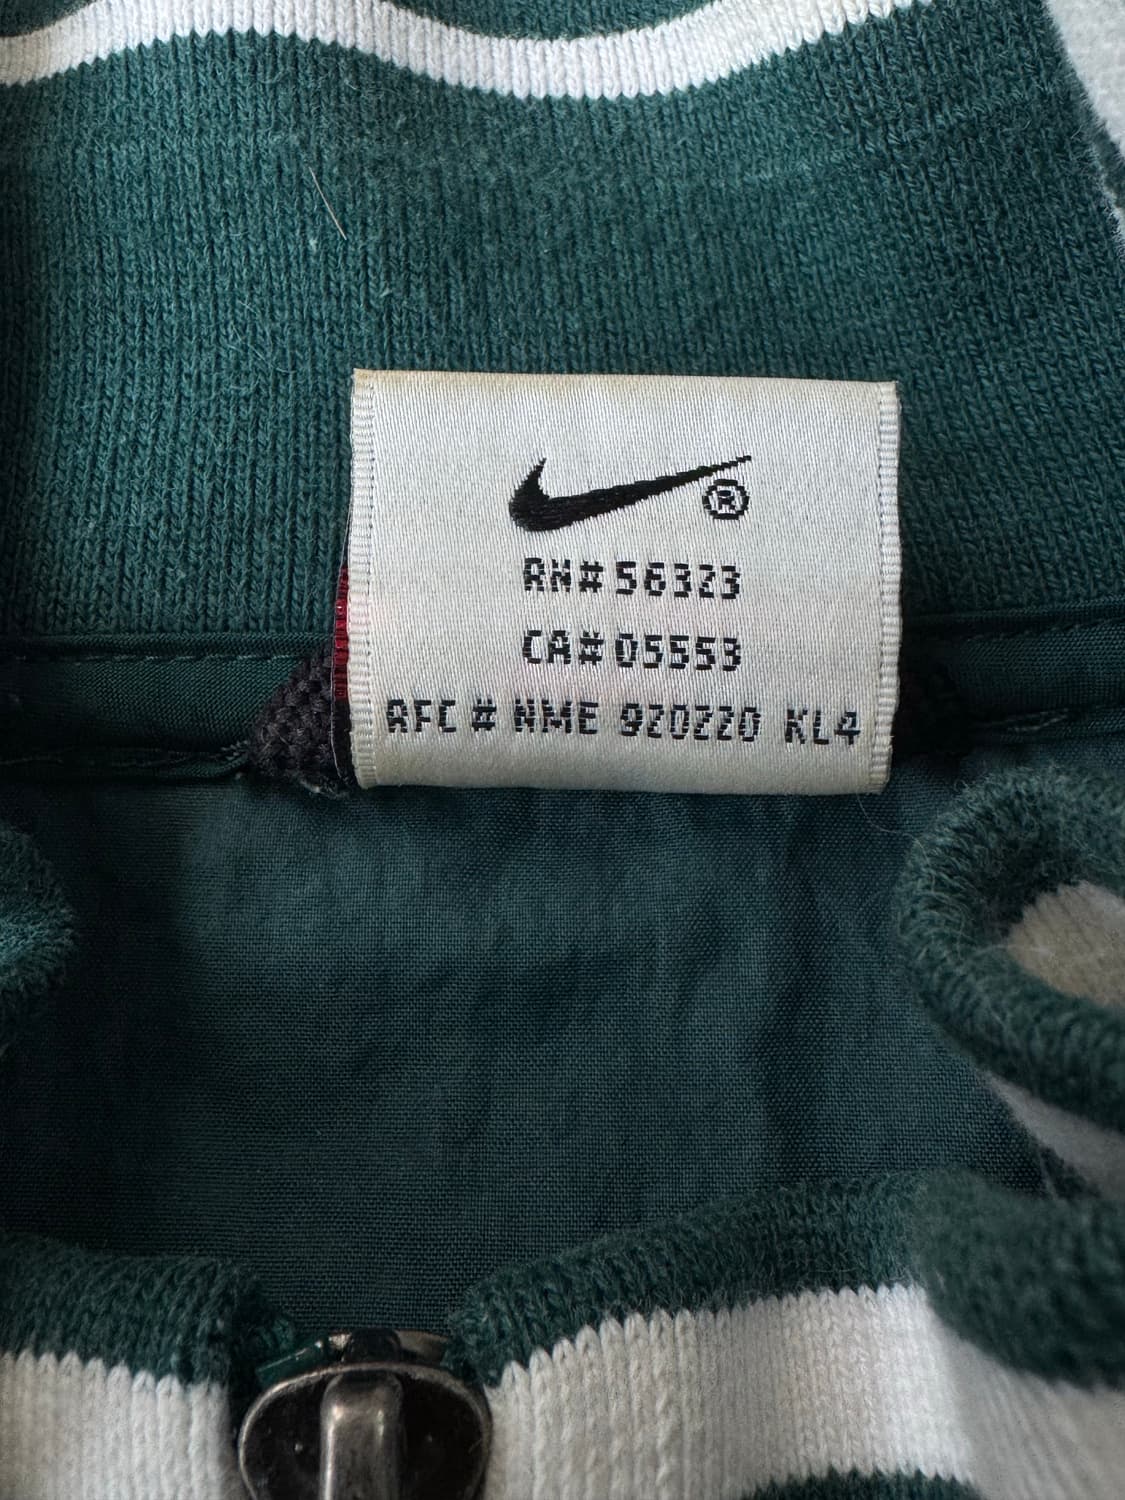 ®
RN# 56323
CA# 05553
RFC # NME 920220 KL4